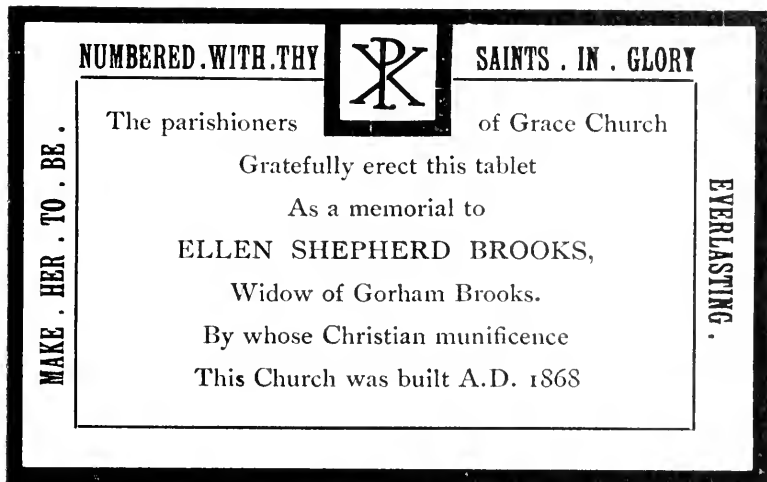 MAKE . HER . TO . BE .
NUMBERED . WITH . THY SAINTS . IN . GLORY
EVERLASTING .
The parishioners of Grace Church
Gratefully erect this tablet
As a memorial to
ELLEN SHEPHERD BROOKS,
Widow of Gorham Brooks.
By whose Christian munificence
This Church was built A.D. 1868